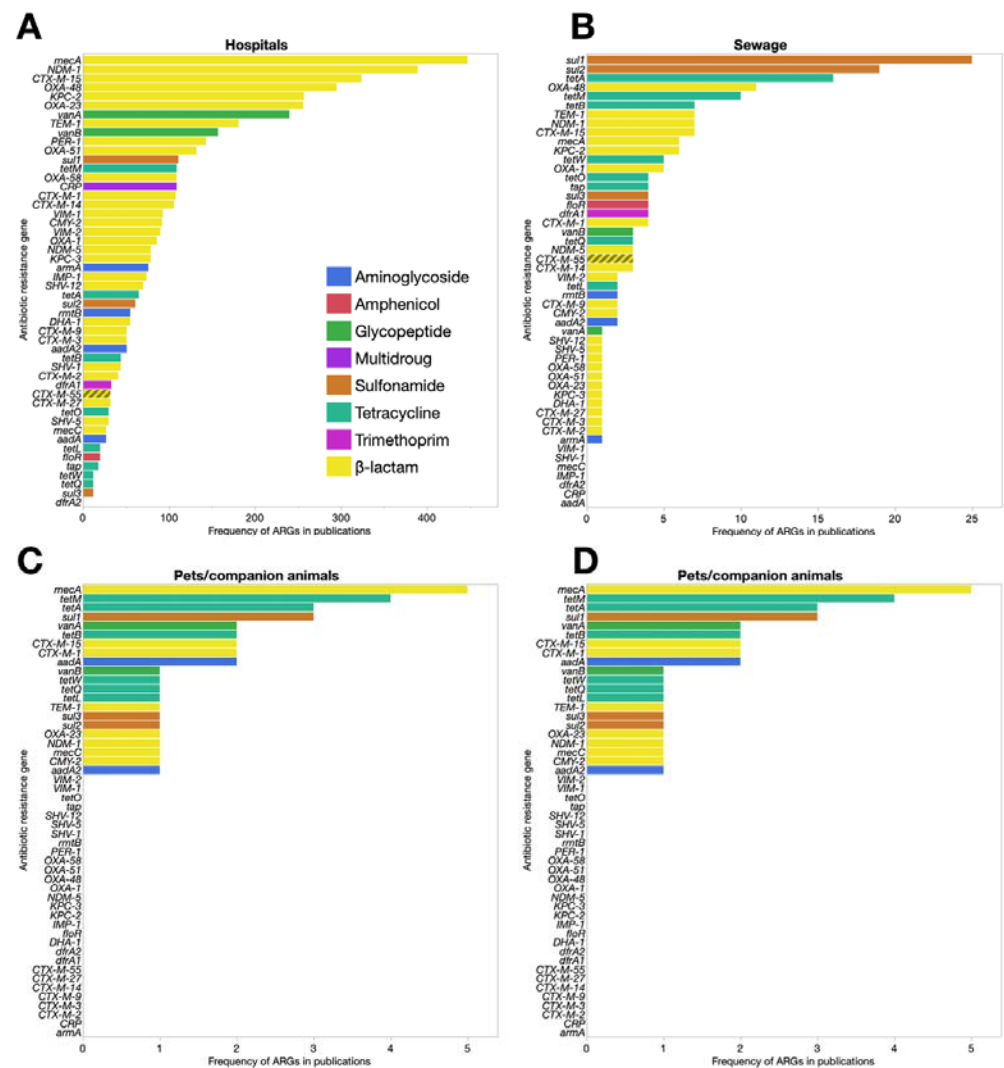 A
Hospitals
Antibiotic resistance gene
mecA
NDM-1
CTX-M-15
OXA-48
KPC-2
OXA-23
vanA
TEM-1
vanB
PER-1
OXA-51
sul1
tetM
OXA-58
CRP
CTX-M-1
CTX-M-14
VIM-1
CMY-2
VIM-2
OXA-1
NDM-5
KPC-3
armA
IMP-1
SHV-12
tetA
sul2
rmtB
DHA-1
CTX-M-9
CTX-M-3
aadA2
tetB
SHV-1
CTX-M-2
dfrA1
CTX-M-55
CTX-M-27
tetO
SHV-5
mecC
aadA
tetL
floR
tap
tetW
tetQ
sul3
dfrA2
Aminoglycoside
Amphenicol
Glycopeptide
Multidroug
Sulfonamide
Tetracycline
Trimethoprim
β-lactam
0 100 200 300 400
Frequency of ARGs in publications
B
Sewage
Antibiotic resistance gene
sul1
sul2
tetA
OXA-48
tetM
tetB
TEM-1
NDM-1
CTX-M-15
mecA
KPC-2
tetW
OXA-1
tetO
tap
sul3
floR
dfrA1
CTX-M-1
vanB
tetQ
NDM-5
CTX-M-55
CTX-M-14
VIM-2
tetL
rmtB
CTX-M-9
CMY-2
aadA2
vanA
SHV-12
SHV-5
PER-1
OXA-58
OXA-51
OXA-23
KPC-3
DHA-1
CTX-M-27
CTX-M-3
CTX-M-2
armA
VIM-1
SHV-1
mecC
IMP-1
dfrA2
CRP
aadA
0 5 10 15 20 25
Frequency of ARGs in publications
C
Pets/companion animals
Antibiotic resistance gene
mecA
tetM
tetA
sul1
vanA
tetB
CTX-M-15
CTX-M-1
aadA
vanB
tetW
tetQ
tetL
TEM-1
sul3
sul2
OXA-23
NDM-1
mecC
CMY-2
aadA2
VIM-2
VIM-1
tetO
tap
SHV-12
SHV-5
SHV-1
rmtB
PER-1
OXA-58
OXA-51
OXA-48
OXA-1
NDM-5
KPC-3
KPC-2
IMP-1
floR
DHA-1
dfrA2
dfrA1
CTX-M-55
CTX-M-27
CTX-M-14
CTX-M-9
CTX-M-3
CTX-M-2
CRP
armA
0 1 2 3 4 5
Frequency of ARGs in publications
D
Pets/companion animals
Antibiotic resistance gene
mecA
tetM
tetA
sul1
vanA
tetB
CTX-M-15
CTX-M-1
aadA
vanB
tetW
tetQ
tetL
TEM-1
sul3
sul2
OXA-23
NDM-1
mecC
CMY-2
aadA2
VIM-2
VIM-1
tetO
tap
SHV-12
SHV-5
SHV-1
rmtB
PER-1
OXA-58
OXA-51
OXA-48
OXA-1
NDM-5
KPC-3
KPC-2
IMP-1
floR
DHA-1
dfrA2
dfrA1
CTX-M-55
CTX-M-27
CTX-M-14
CTX-M-9
CTX-M-3
CTX-M-2
CRP
armA
0 1 2 3 4 5
Frequency of ARGs in publications